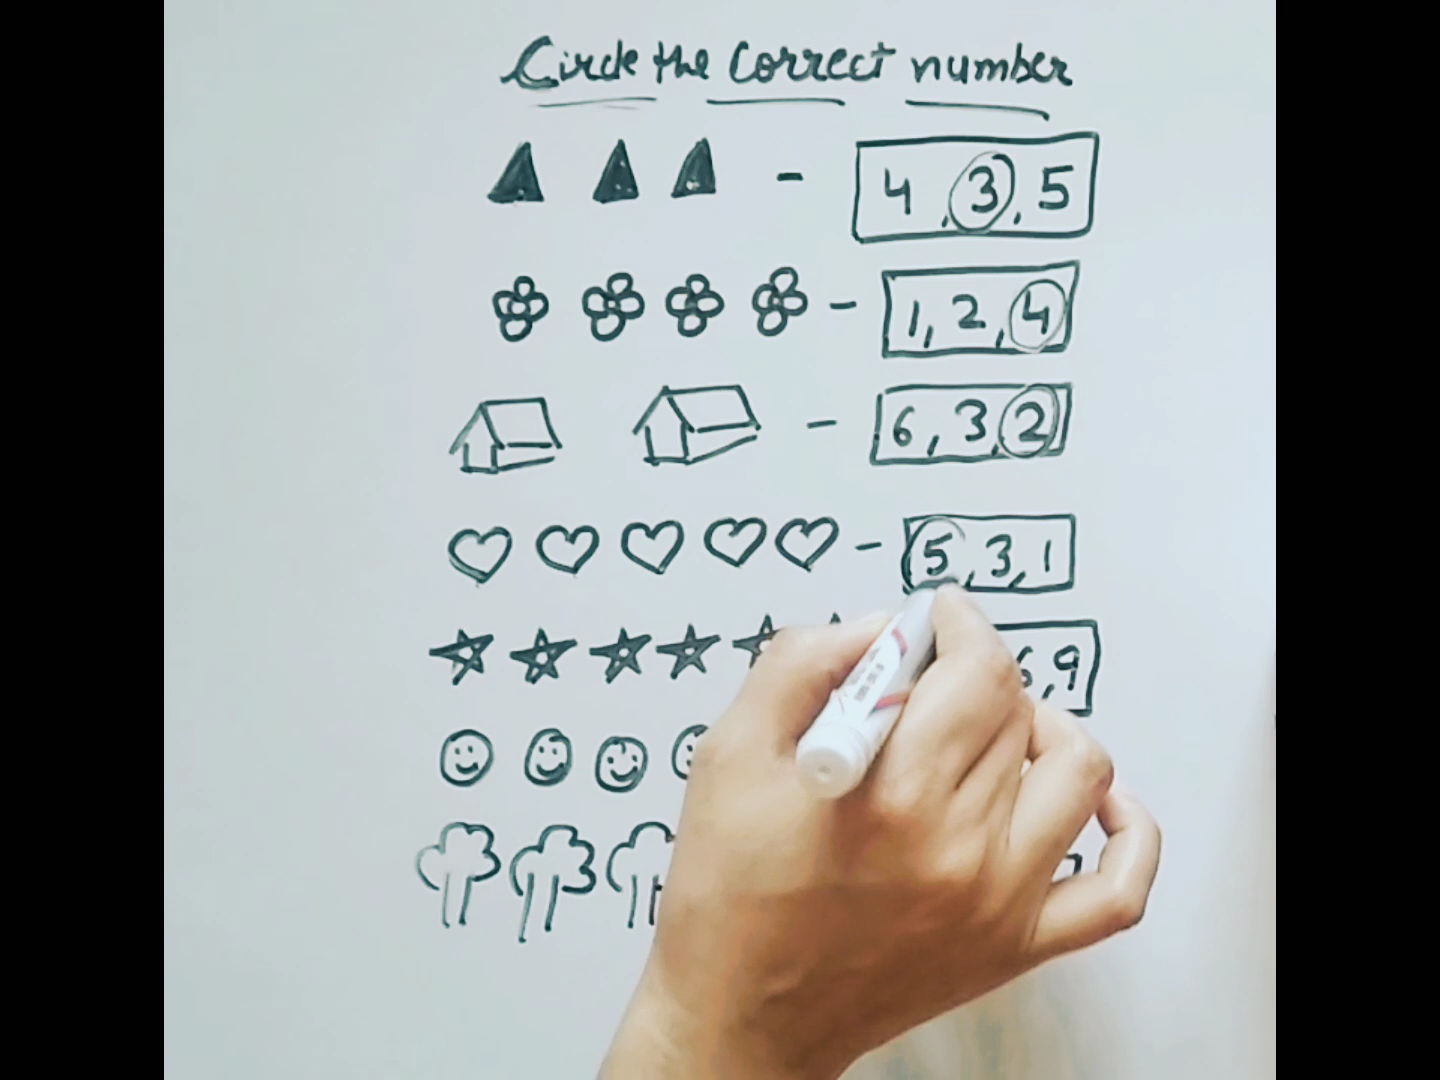 Circle the correct number
- 4, 3, 5
- 1, 2, 4
- 6, 3, 2
- 5, 3, 1
6, 9